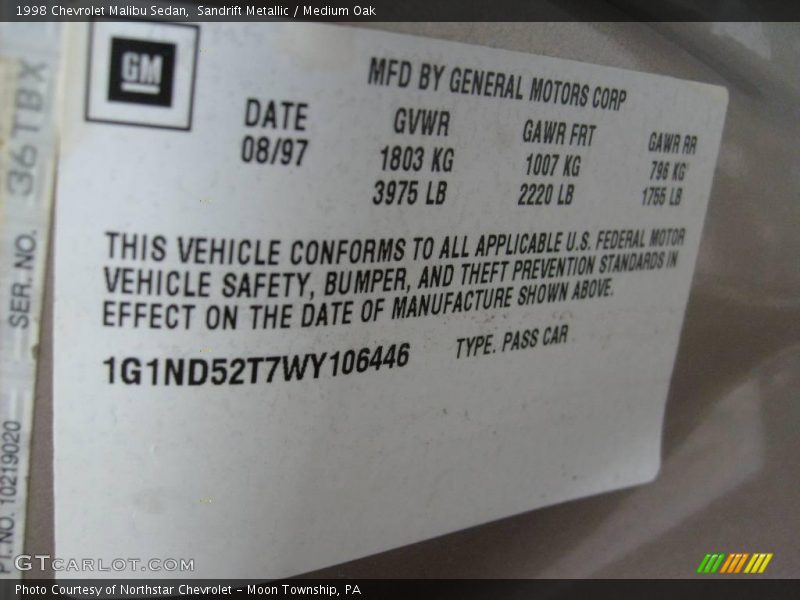 1998 Chevrolet Malibu Sedan, Sandrift Metallic / Medium Oak
GM
MFD BY GENERAL MOTORS CORP
DATE GVWR GAWR FRT GAWR RR
08/97 1803 KG 1007 KG 796 KG
3975 LB 2220 LB 1755 LB
THIS VEHICLE CONFORMS TO ALL APPLICABLE U.S. FEDERAL MOTOR
VEHICLE SAFETY, BUMPER, AND THEFT PREVENTION STANDARDS IN
EFFECT ON THE DATE OF MANUFACTURE SHOWN ABOVE.
1G1ND52T7WY106446 TYPE. PASS CAR
PT.NO. 10219020 SER.NO. 36TBX
GTCARLOT.COM
Photo Courtesy of Northstar Chevrolet – Moon Township, PA